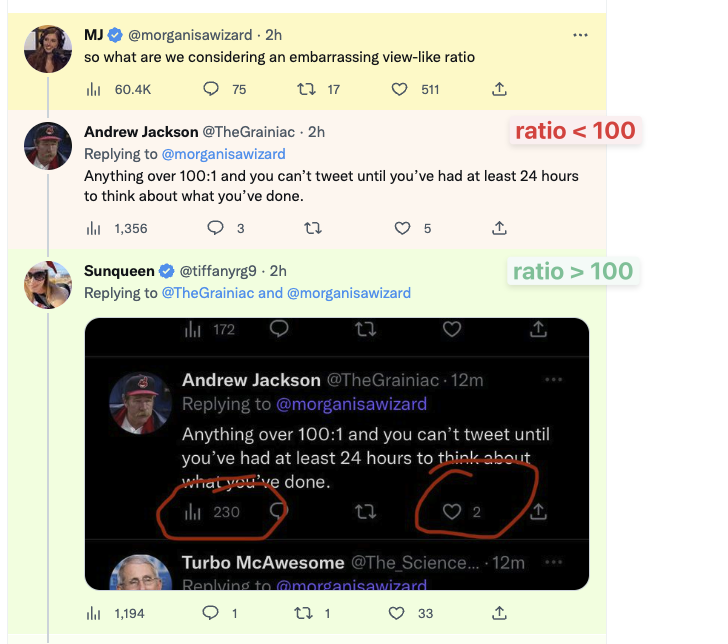 MJ @morganisawizard · 2h
so what are we considering an embarrassing view-like ratio
60.4K 75 17 511
Andrew Jackson @TheGrainiac · 2h
ratio < 100
Replying to @morganisawizard
Anything over 100:1 and you can’t tweet until you’ve had at least 24 hours
to think about what you’ve done.
1,356 3 5
Sunqueen @tiffanyrg9 · 2h
ratio > 100
Replying to @TheGrainiac and @morganisawizard
172
Andrew Jackson @TheGrainiac · 12m
Replying to @morganisawizard
Anything over 100:1 and you can’t tweet until
you’ve had at least 24 hours to think about
what you’ve done.
230 2
Turbo McAwesome @The_Science... · 12m
Replying to @morganisawizard
1,194 1 1 33